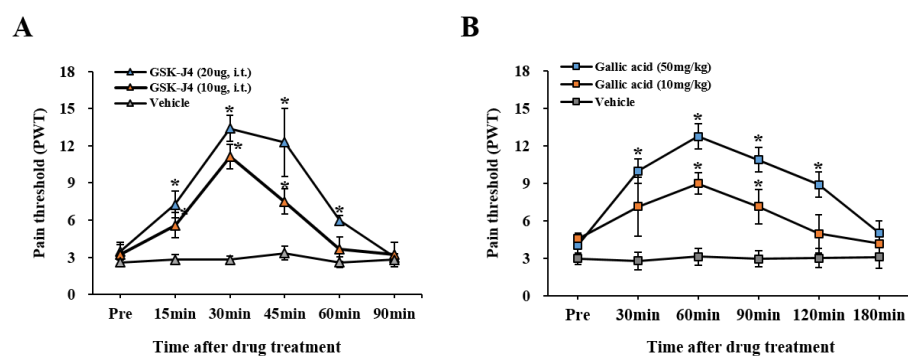 A
GSK-J4 (20ug, i.t.)
GSK-J4 (10ug, i.t.)
Vehicle
Pain threshold (PWT)
18
15
12
9
6
3
0
*
*
*
*
*
*
*
Pre 15min 30min 45min 60min 90min
Time after drug treatment
B
Gallic acid (50mg/kg)
Gallic acid (10mg/kg)
Vehicle
Pain threshold (PWT)
18
15
12
9
6
3
0
*
*
*
*
*
*
Pre 30min 60min 90min 120min 180min
Time after drug treatment